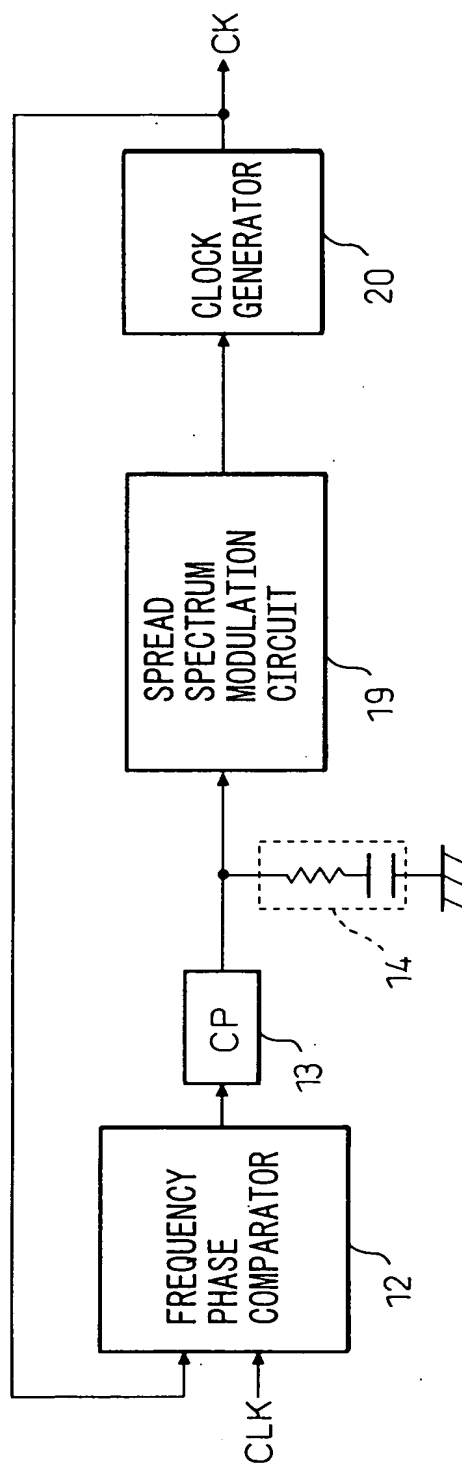 CLK
FREQUENCY
PHASE
COMPARATOR
12
CP
13
14
SPREAD
SPECTRUM
MODULATION
CIRCUIT
19
CLOCK
GENERATOR
20
CK